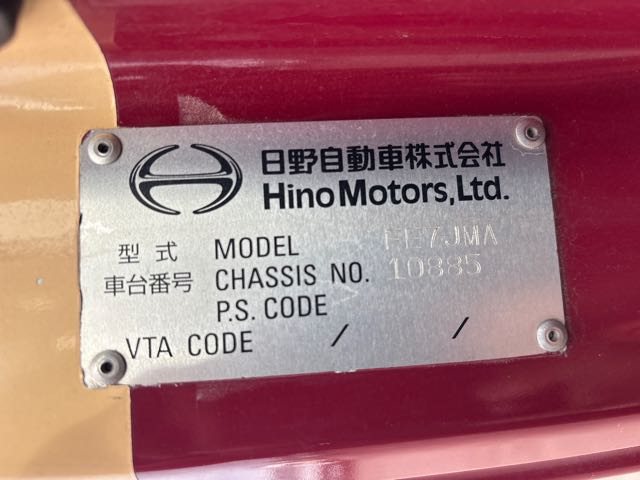 日野自動車株式会社
Hino Motors, Ltd.
型式 MODEL FE7JMA
車台番号 CHASSIS NO. 10885
P.S. CODE
VTA CODE / /